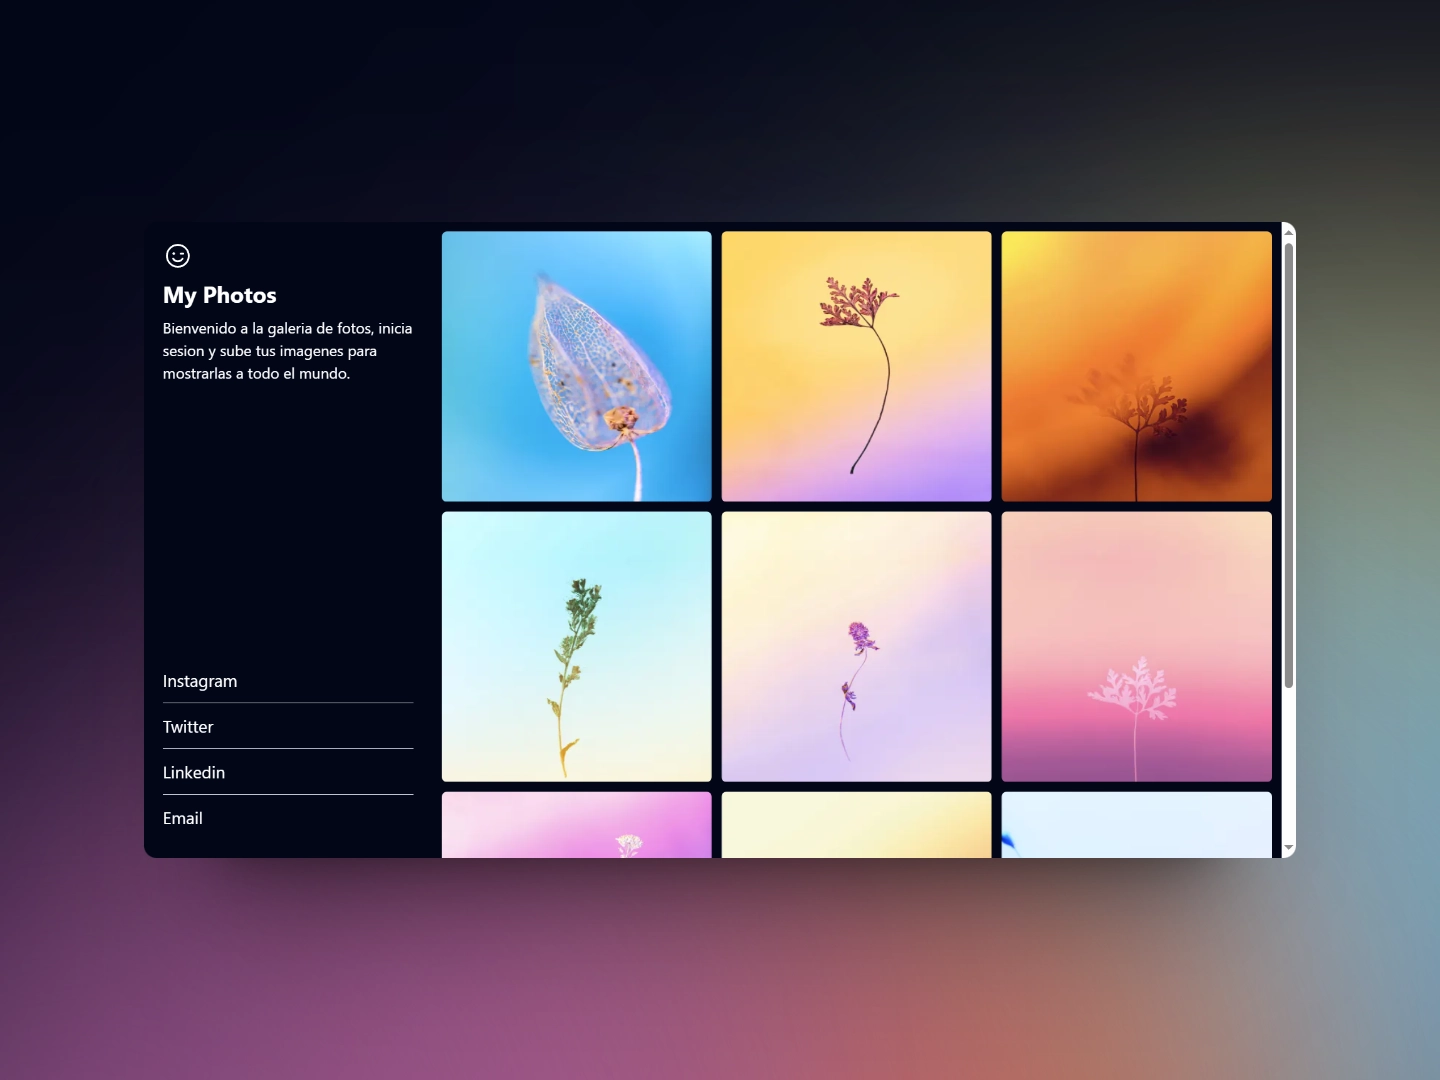 My Photos
Bienvenido a la galeria de fotos, inicia
sesion y sube tus imagenes para
mostrarlas a todo el mundo.
Instagram
Twitter
Linkedin
Email